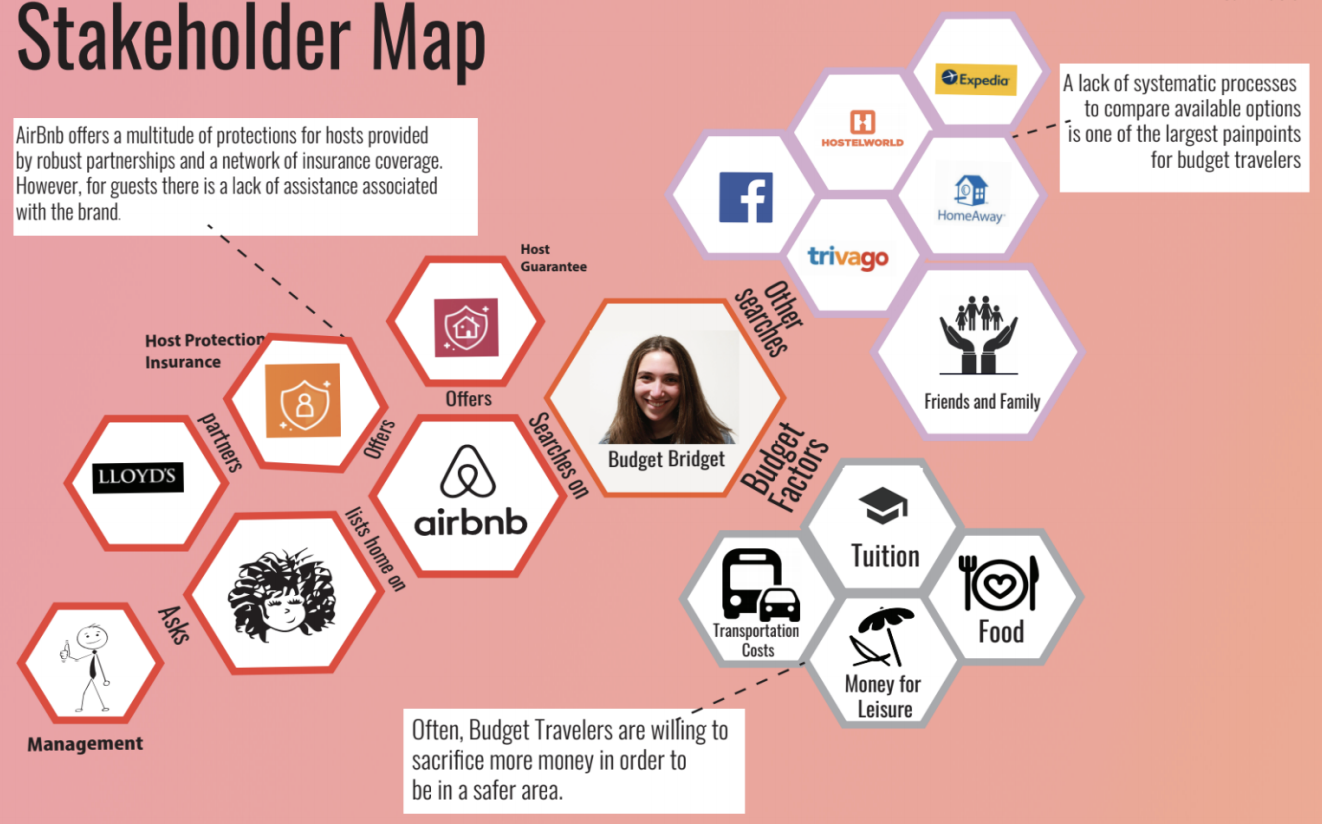 Stakeholder Map
AirBnb offers a multitude of protections for hosts provided
by robust partnerships and a network of insurance coverage.
However, for guests there is a lack of assistance associated
with the brand.
A lack of systematic processes
to compare available options
is one of the largest painpoints
for budget travelers
Expedia
HOSTELWORLD
HomeAway
trivago
Other
searches
Friends and Family
Host
Guarantee
Offers
Host Protection
Insurance
Offers
partners
LLOYD'S
Searches on
Budget Bridget
airbnb
lists home on
Asks
Management
Budget
Factors
Tuition
Transportation
Costs
Food
Money for
Leisure
Often, Budget Travelers are willing to
sacrifice more money in order to
be in a safer area.